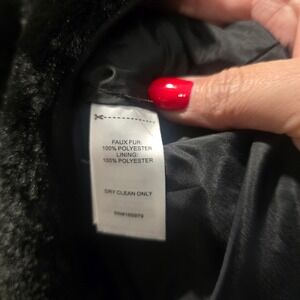 FAUX FUR:
100% POLYESTER
LINING:
100% POLYESTER
DRY CLEAN ONLY